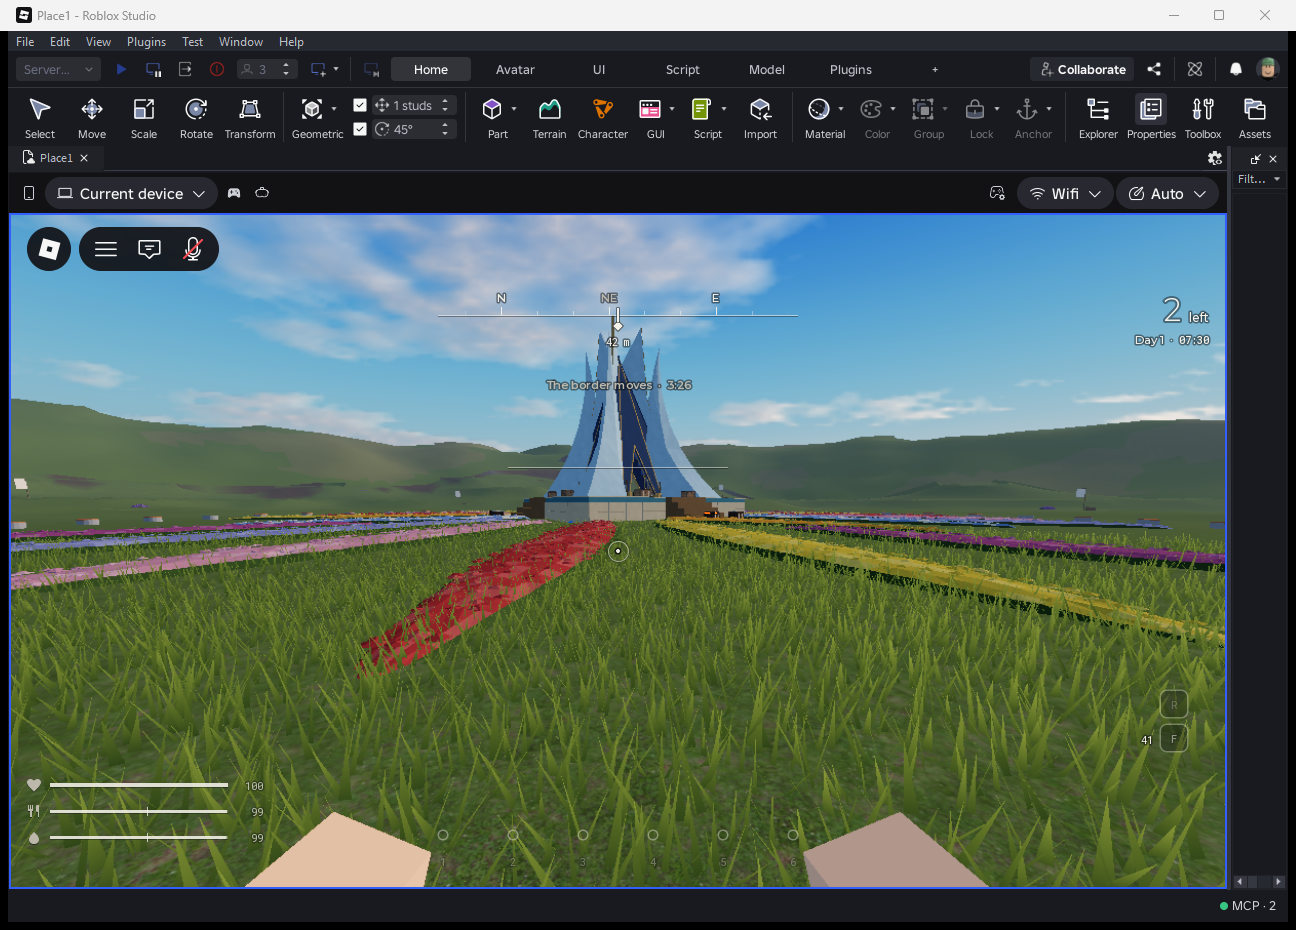 Place1 - Roblox Studio
File Edit View Plugins Test Window Help
Server... 3 Home Avatar UI Script Model Plugins + Collaborate
1 studs
45°
Select Move Scale Rotate Transform Geometric Part Terrain Character GUI Script Import Material Color Group Lock Anchor Explorer Properties Toolbox Assets
Place1
Filt...
Current device Wifi Auto
N NE E
2 left
Day1 · 07:30
42 m
The border moves · 3:26
R
41 F
100
99
99
1 2 3 4 5 6
MCP · 2